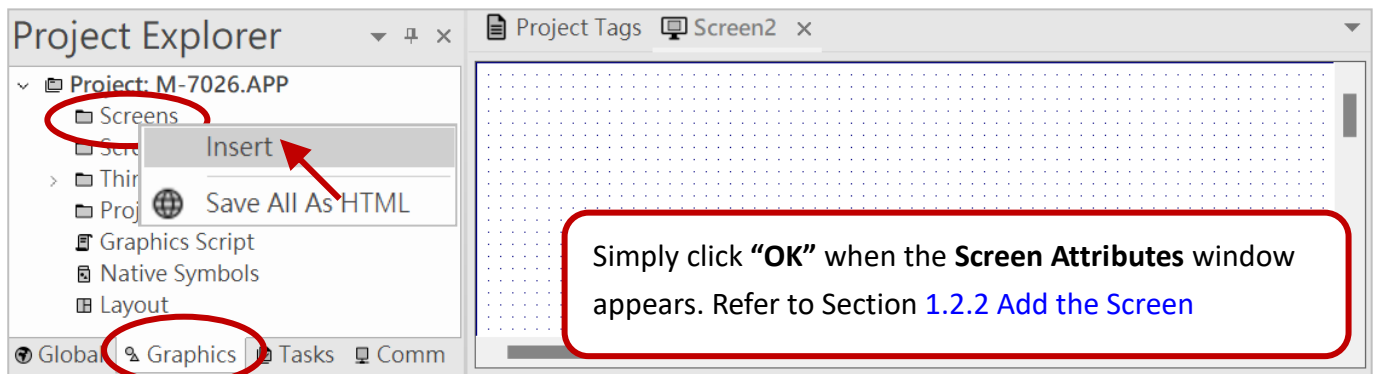 Project Explorer
Project Tags Screen2
Project: M-7026.APP
Screens
Insert
Save All As HTML
Graphics Script
Native Symbols
Layout
Global Graphics Tasks Comm
Simply click “OK” when the Screen Attributes window
appears. Refer to Section 1.2.2 Add the Screen